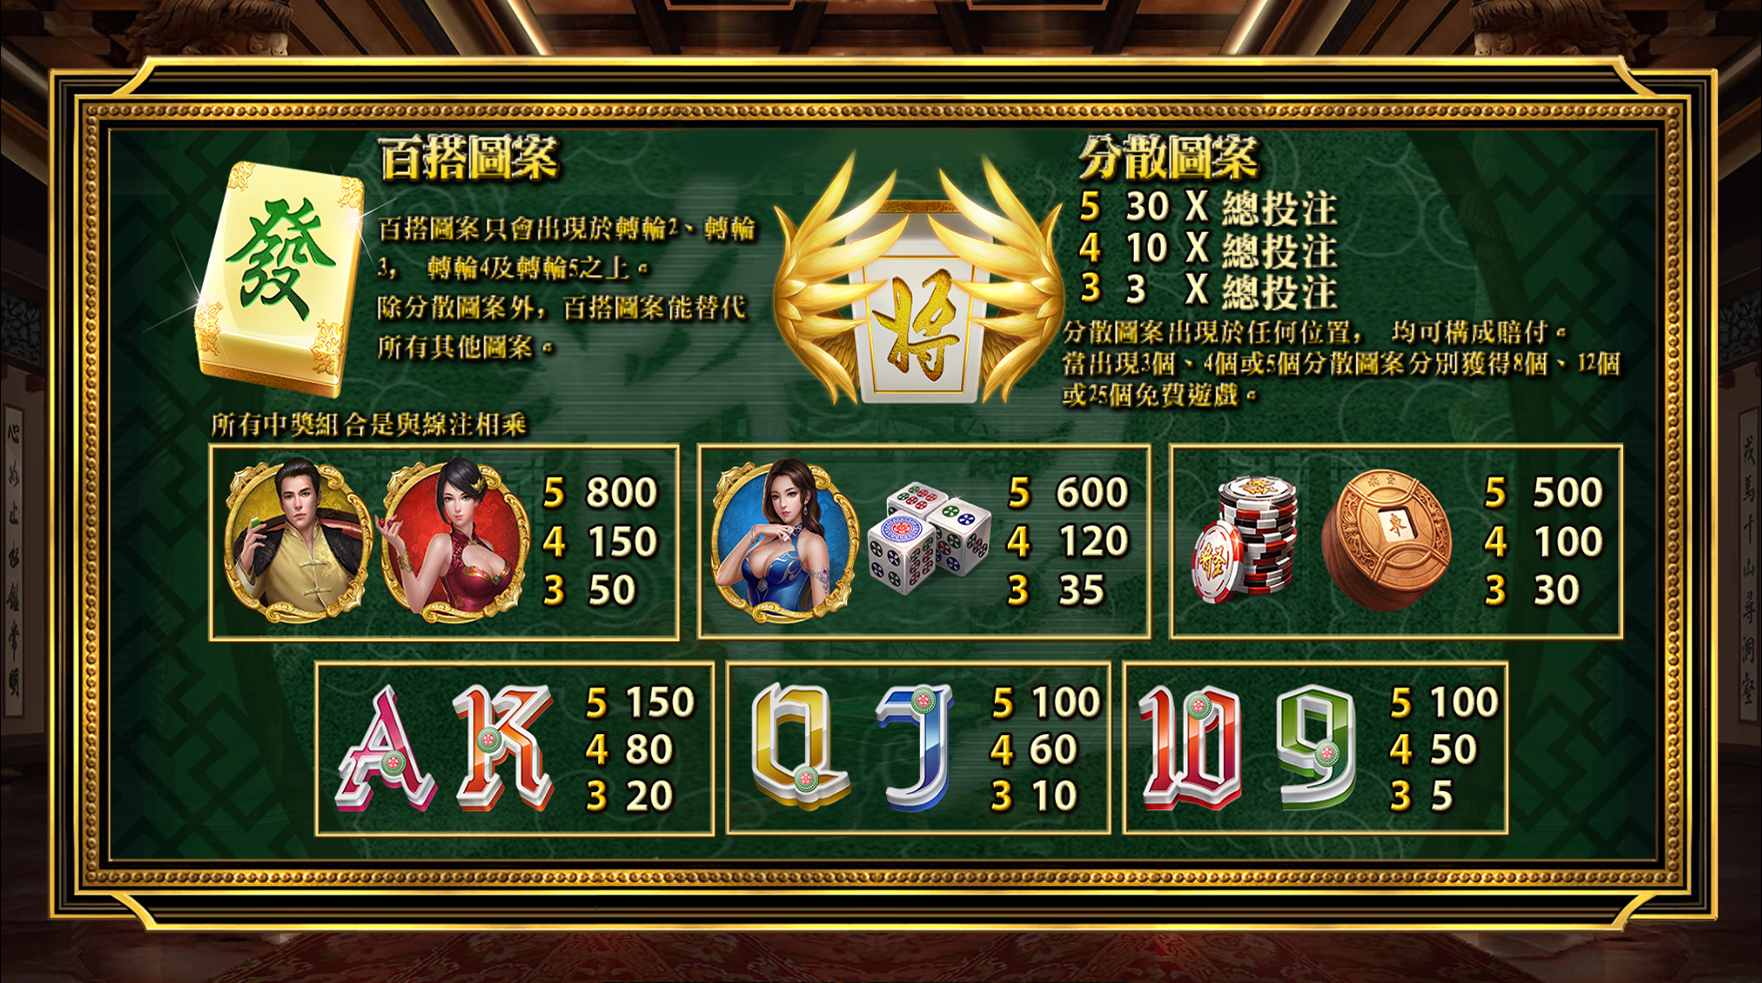 百搭圖案
發
百搭圖案只會出現於轉輪2、轉輪
3， 轉輪4及轉輪5之上。
除分散圖案外，百搭圖案能替代
所有其他圖案。
將
分散圖案
5 30 X 總投注
4 10 X 總投注
3 3 X 總投注
分散圖案出現於任何位置， 均可構成賠付。
當出現3個、4個或5個分散圖案分別獲得8個、12個
或25個免費遊戲。
所有中獎組合是與線注相乘
5 800
4 150
3 50
5 600
4 120
3 35
東
5 500
4 100
3 30
A K
5 150
4 80
3 20
Q J
5 100
4 60
3 10
10 9
5 100
4 50
3 5